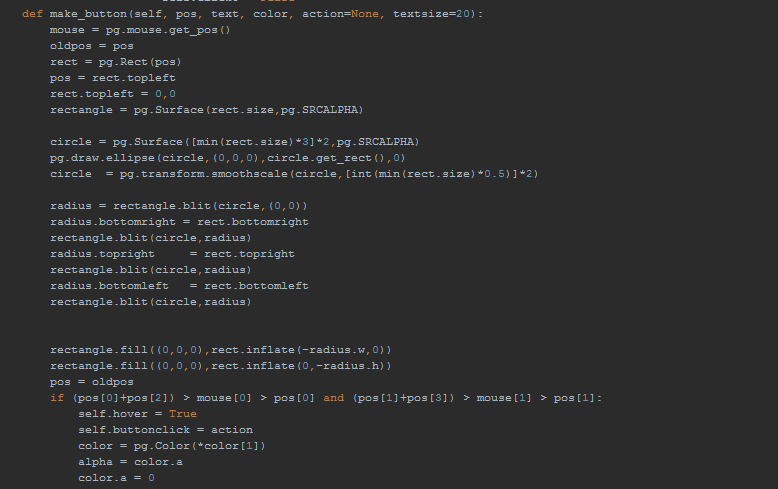 def make_button(self, pos, text, color, action=None, textsize=20):
mouse = pg.mouse.get_pos()
oldpos = pos
rect = pg.Rect(pos)
pos = rect.topleft
rect.topleft = 0,0
rectangle = pg.Surface(rect.size,pg.SRCALPHA)
circle = pg.Surface([min(rect.size)*3]*2,pg.SRCALPHA)
pg.draw.ellipse(circle,(0,0,0),circle.get_rect(),0)
circle  = pg.transform.smoothscale(circle,[int(min(rect.size)*0.5)]*2)
radius = rectangle.blit(circle,(0,0))
radius.bottomright = rect.bottomright
rectangle.blit(circle,radius)
radius.topright     = rect.topright
rectangle.blit(circle,radius)
radius.bottomleft   = rect.bottomleft
rectangle.blit(circle,radius)
rectangle.fill((0,0,0),rect.inflate(-radius.w,0))
rectangle.fill((0,0,0),rect.inflate(0,-radius.h))
pos = oldpos
if (pos[0]+pos[2]) > mouse[0] > pos[0] and (pos[1]+pos[3]) > mouse[1] > pos[1]:
self.hover = True
self.buttonclick = action
color = pg.Color(*color[1])
alpha = color.a
color.a = 0